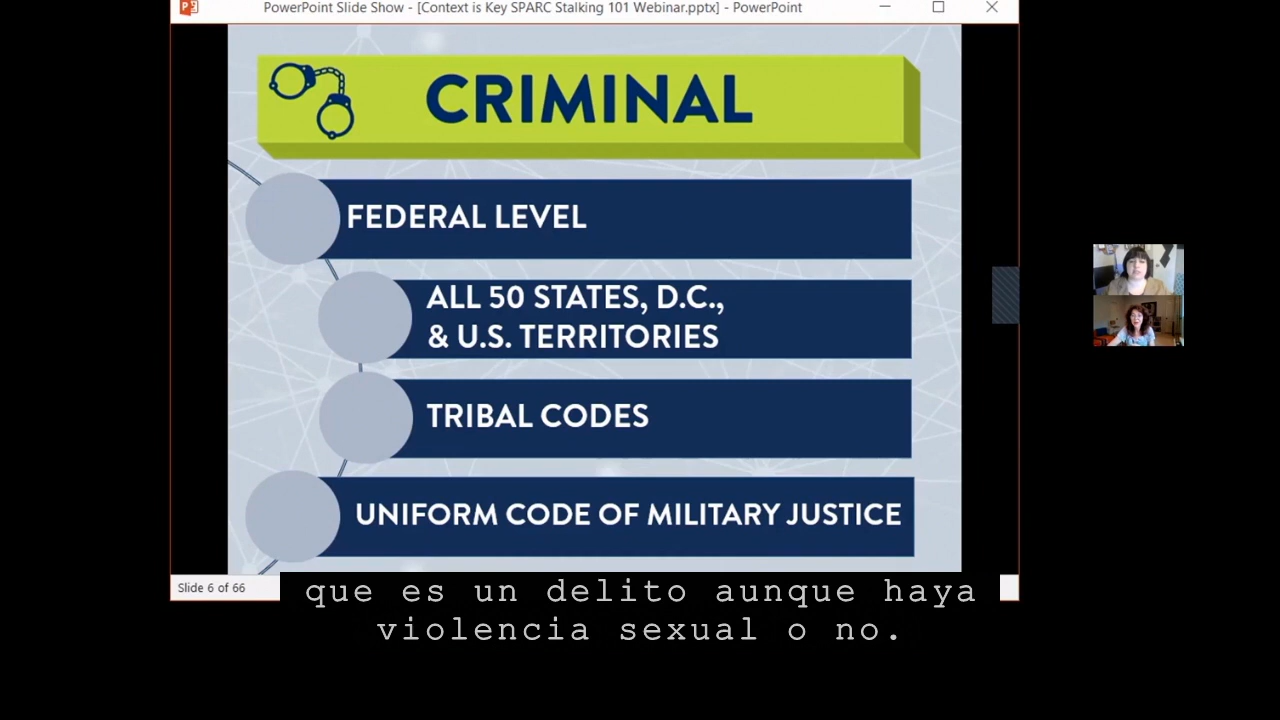 PowerPoint Slide Show - [Context is Key SPARC Stalking 101 Webinar.pptx] - PowerPoint
CRIMINAL
FEDERAL LEVEL
ALL 50 STATES, D.C.,
& U.S. TERRITORIES
TRIBAL CODES
UNIFORM CODE OF MILITARY JUSTICE
Slide 6 of 66
que es un delito aunque haya
violencia sexual o no.